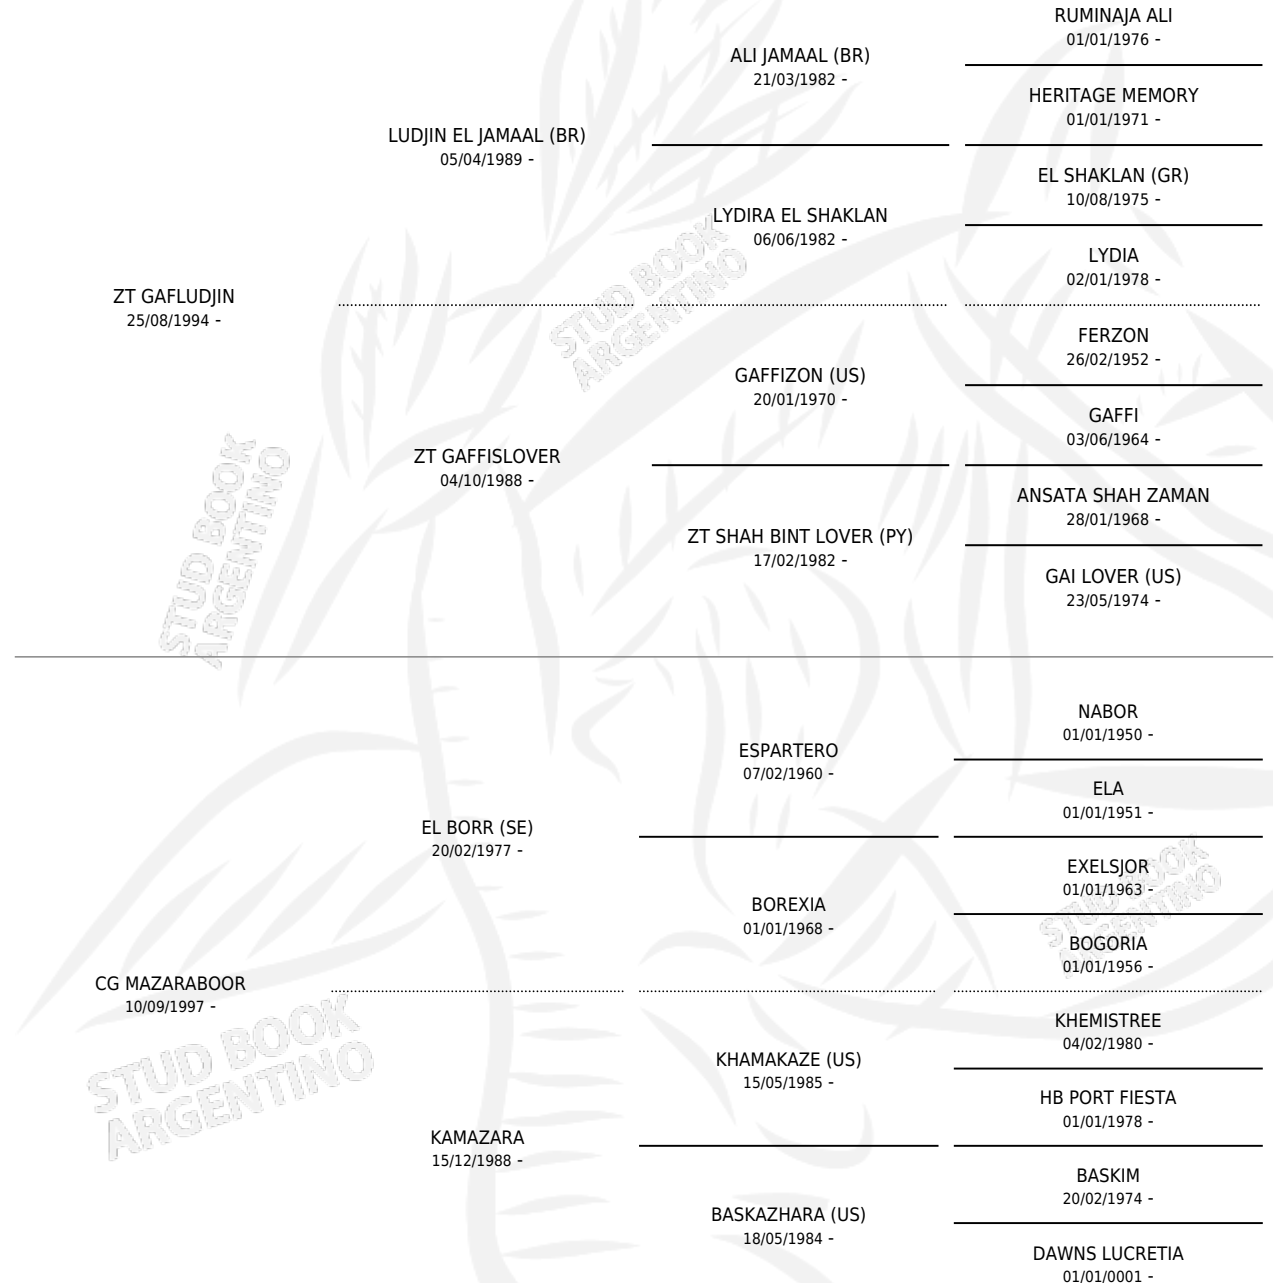 RUMINAJA ALI
01/01/1976 -
ALI JAMAAL (BR)
21/03/1982 -
HERITAGE MEMORY
01/01/1971 -
LUDJIN EL JAMAAL (BR)
05/04/1989 -
EL SHAKLAN (GR)
10/08/1975 -
LYDIRA EL SHAKLAN
06/06/1982 -
LYDIA
02/01/1978 -
ZT GAFLUDJIN
25/08/1994 -
FERZON
26/02/1952 -
GAFFIZON (US)
20/01/1970 -
GAFFI
03/06/1964 -
ZT GAFFISLOVER
04/10/1988 -
ANSATA SHAH ZAMAN
28/01/1968 -
ZT SHAH BINT LOVER (PY)
17/02/1982 -
GAI LOVER (US)
23/05/1974 -
NABOR
01/01/1950 -
ESPARTERO
07/02/1960 -
ELA
01/01/1951 -
EL BORR (SE)
20/02/1977 -
EXELSJOR
01/01/1963 -
BOREXIA
01/01/1968 -
BOGORIA
01/01/1956 -
CG MAZARABOOR
10/09/1997 -
KHEMISTREE
04/02/1980 -
KHAMAKAZE (US)
15/05/1985 -
HB PORT FIESTA
01/01/1978 -
KAMAZARA
15/12/1988 -
BASKIM
20/02/1974 -
BASKAZHARA (US)
18/05/1984 -
DAWNS LUCRETIA
01/01/0001 -
STUD BOOK
ARGENTINO
STUD BOOK
ARGENTINO
STUD BOOK
ARGENTINO
STUD BOOK
ARGENTINO